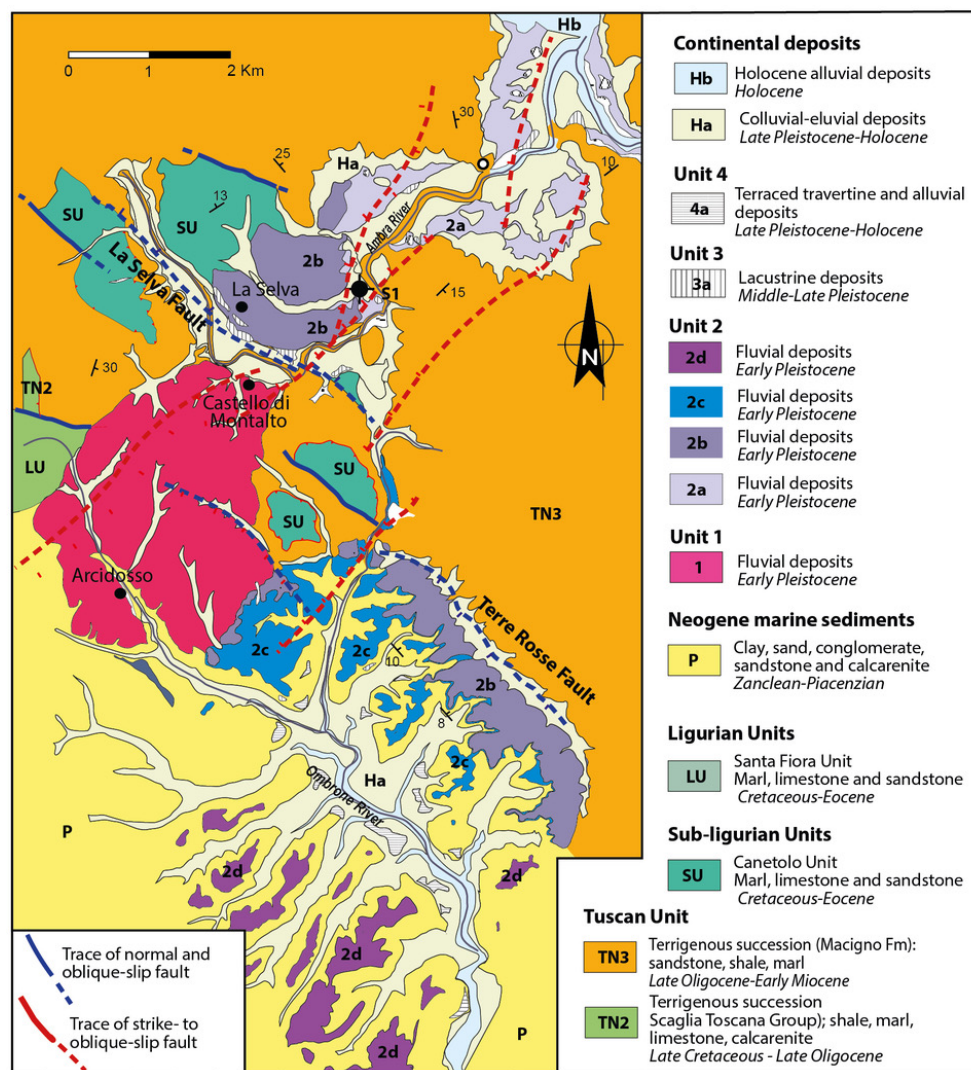 0 1 2 Km
Hb
30
25
Ha
10
13
SU
SU
Ambra River
2a
2b
La Selva Fault
La Selva
S1
15
2b
N
30
TN2
Castello di
Montalto
LU
SU
SU
TN3
Arcidosso
2c
2c
10
Terre Rosse Fault
2b
8
2c
Ha
Ombrone River
P
2d
2d
2d
2d
P
Trace of normal and
oblique-slip fault
Trace of strike- to
oblique-slip fault
Continental deposits
Hb Holocene alluvial deposits
Holocene
Ha Colluvial-eluvial deposits
Late Pleistocene-Holocene
Unit 4
4a Terraced travertine and alluvial
deposits
Late Pleistocene-Holocene
Unit 3
3a Lacustrine deposits
Middle-Late Pleistocene
Unit 2
2d Fluvial deposits
Early Pleistocene
2c Fluvial deposits
Early Pleistocene
2b Fluvial deposits
Early Pleistocene
2a Fluvial deposits
Early Pleistocene
Unit 1
1 Fluvial deposits
Early Pleistocene
Neogene marine sediments
P Clay, sand, conglomerate,
sandstone and calcarenite
Zanclean-Piacenzian
Ligurian Units
LU Santa Fiora Unit
Marl, limestone and sandstone
Cretaceous-Eocene
Sub-ligurian Units
SU Canetolo Unit
Marl, limestone and sandstone
Cretaceous-Eocene
Tuscan Unit
TN3 Terrigenous succession (Macigno Fm):
sandstone, shale, marl
Late Oligocene-Early Miocene
TN2 Terrigenous succession
Scaglia Toscana Group); shale, marl,
limestone, calcarenite
Late Cretaceous - Late Oligocene